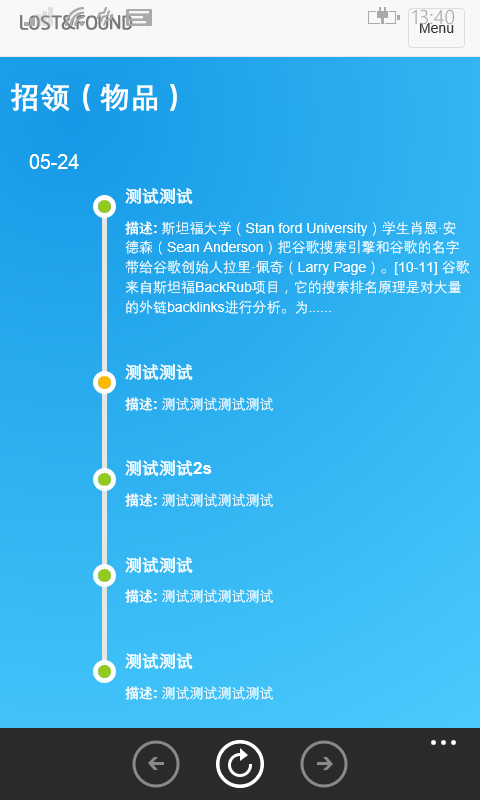 LOST&FOUND
13:40
Menu
招领（物品）
05-24
测试测试
描述: 斯坦福大学（Stan ford University）学生肖恩·安
德森（Sean Anderson）把谷歌搜索引擎和谷歌的名字
带给谷歌创始人拉里·佩奇（Larry Page）。[10-11] 谷歌
来自斯坦福BackRub项目，它的搜索排名原理是对大量
的外链backlinks进行分析。为......
测试测试
描述: 测试测试测试测试
测试测试2s
描述: 测试测试测试测试
测试测试
描述: 测试测试测试测试
测试测试
描述: 测试测试测试测试